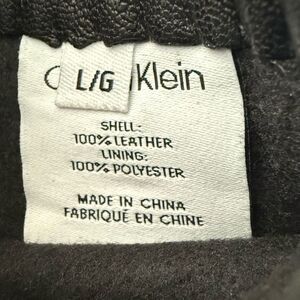 L/G
Klein
SHELL:
100% LEATHER
LINING:
100% POLYESTER
MADE IN CHINA
FABRIQUÉ EN CHINE